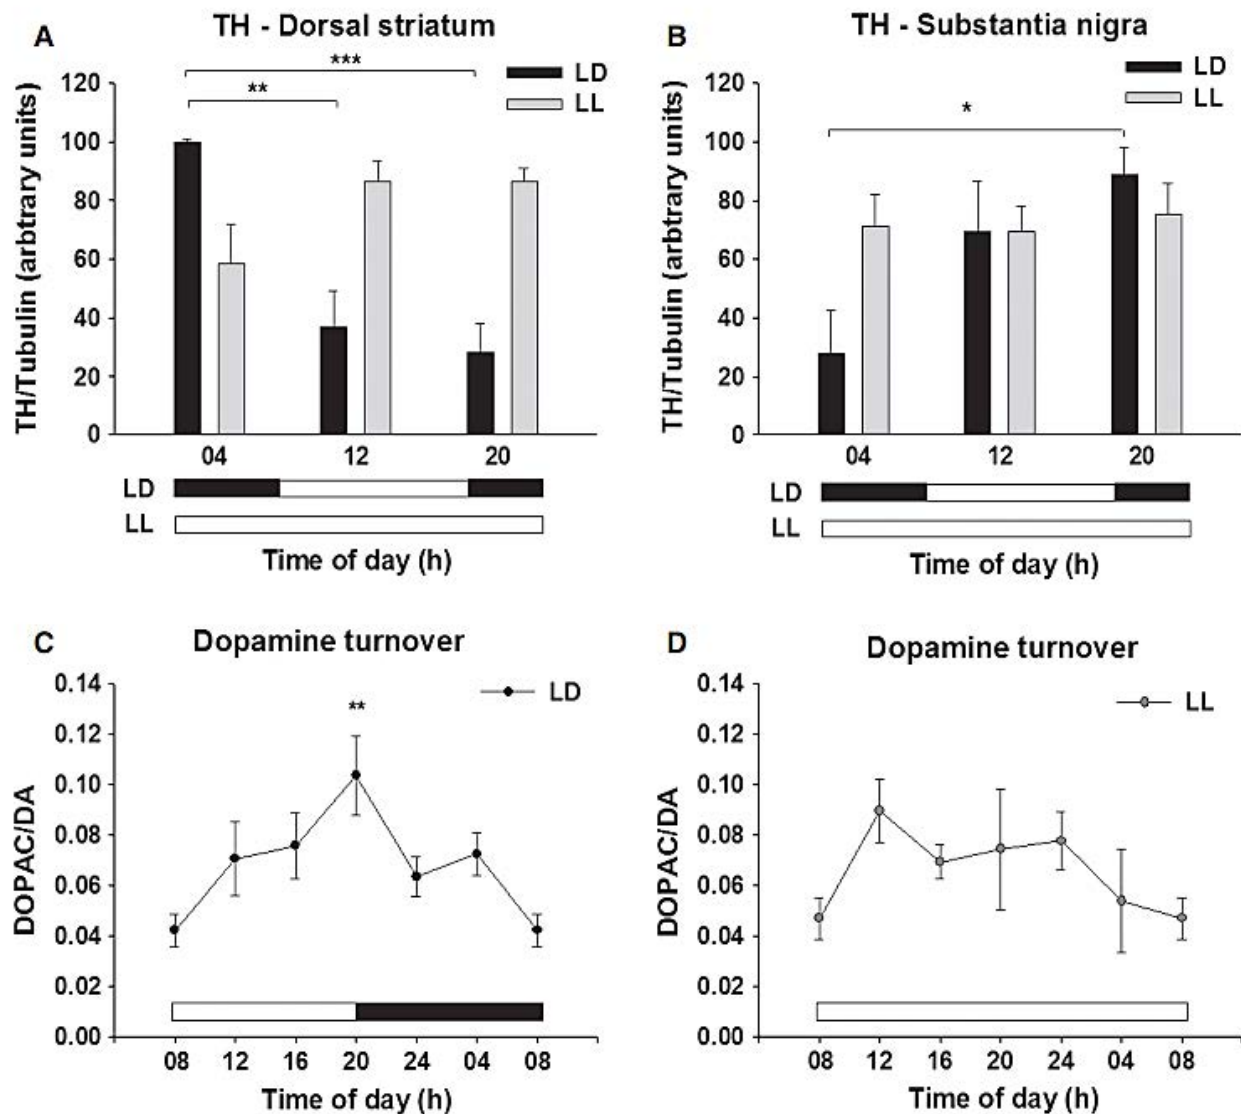 A
TH - Dorsal striatum
***
**
LD
LL
TH/Tubulin (arbtrary units)
120
100
80
60
40
20
0
04 12 20
LD
LL
Time of day (h)
B
TH - Substantia nigra
*
LD
LL
TH/Tubulin (arbtrary units)
120
100
80
60
40
20
0
04 12 20
LD
LL
Time of day (h)
C
Dopamine turnover
LD
**
DOPAC/DA
0.14
0.12
0.10
0.08
0.06
0.04
0.02
0.00
08 12 16 20 24 04 08
Time of day (h)
D
Dopamine turnover
LL
DOPAC/DA
0.14
0.12
0.10
0.08
0.06
0.04
0.02
0.00
08 12 16 20 24 04 08
Time of day (h)